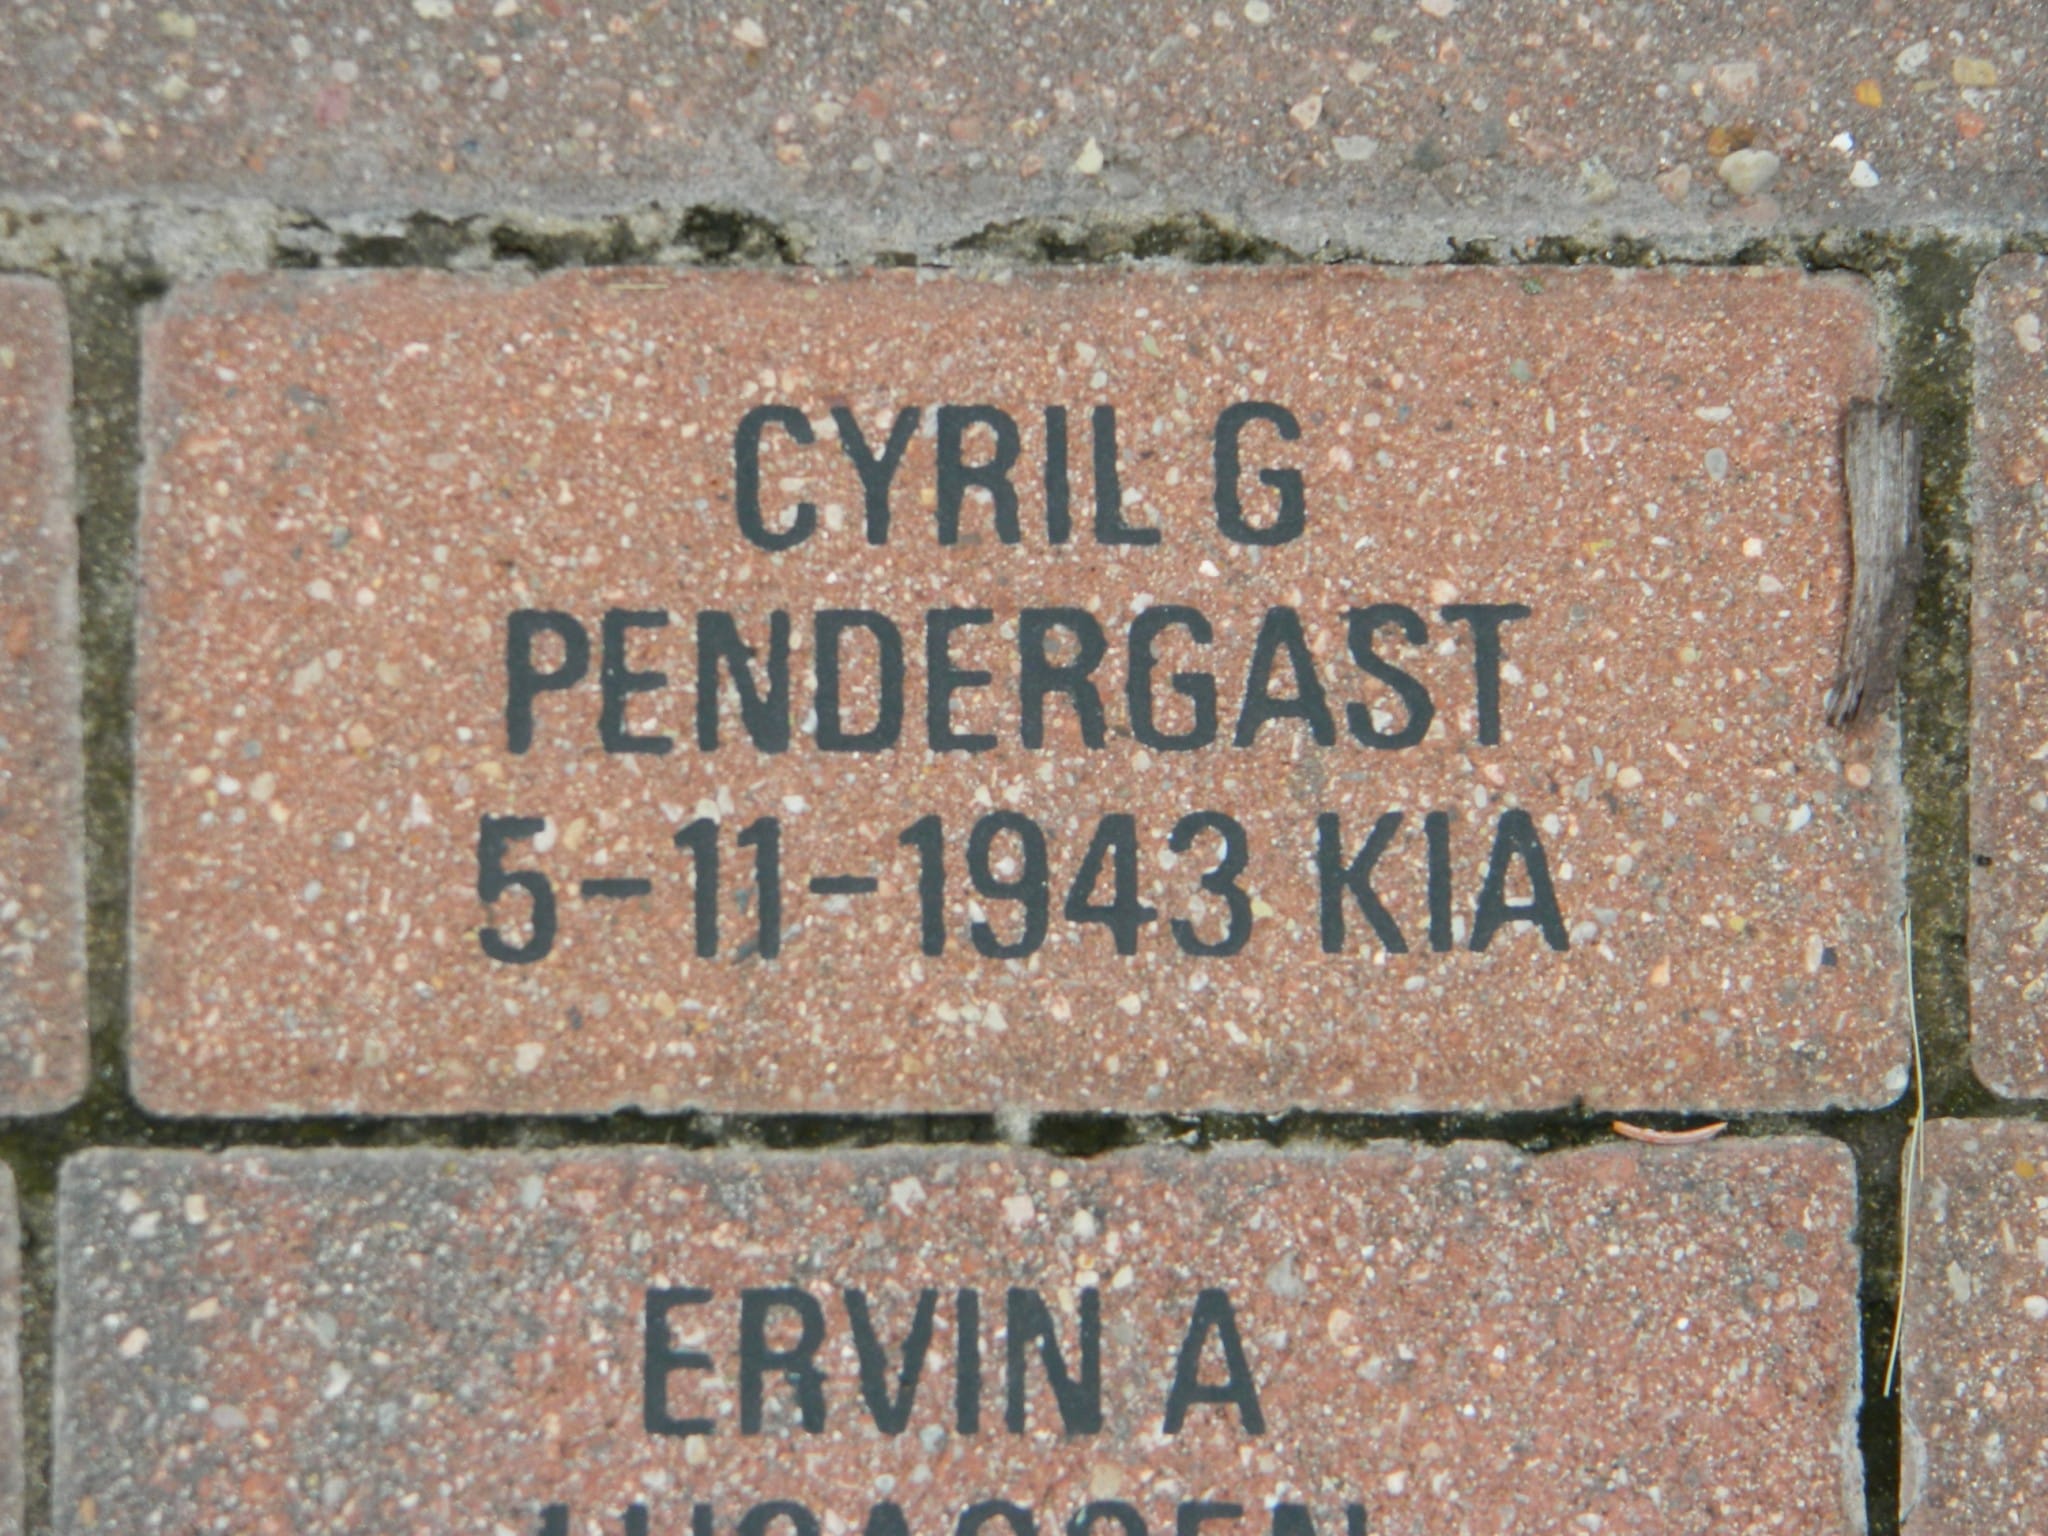 CYRIL G
PENDERGAST
5-11-1943 KIA
ERVIN A